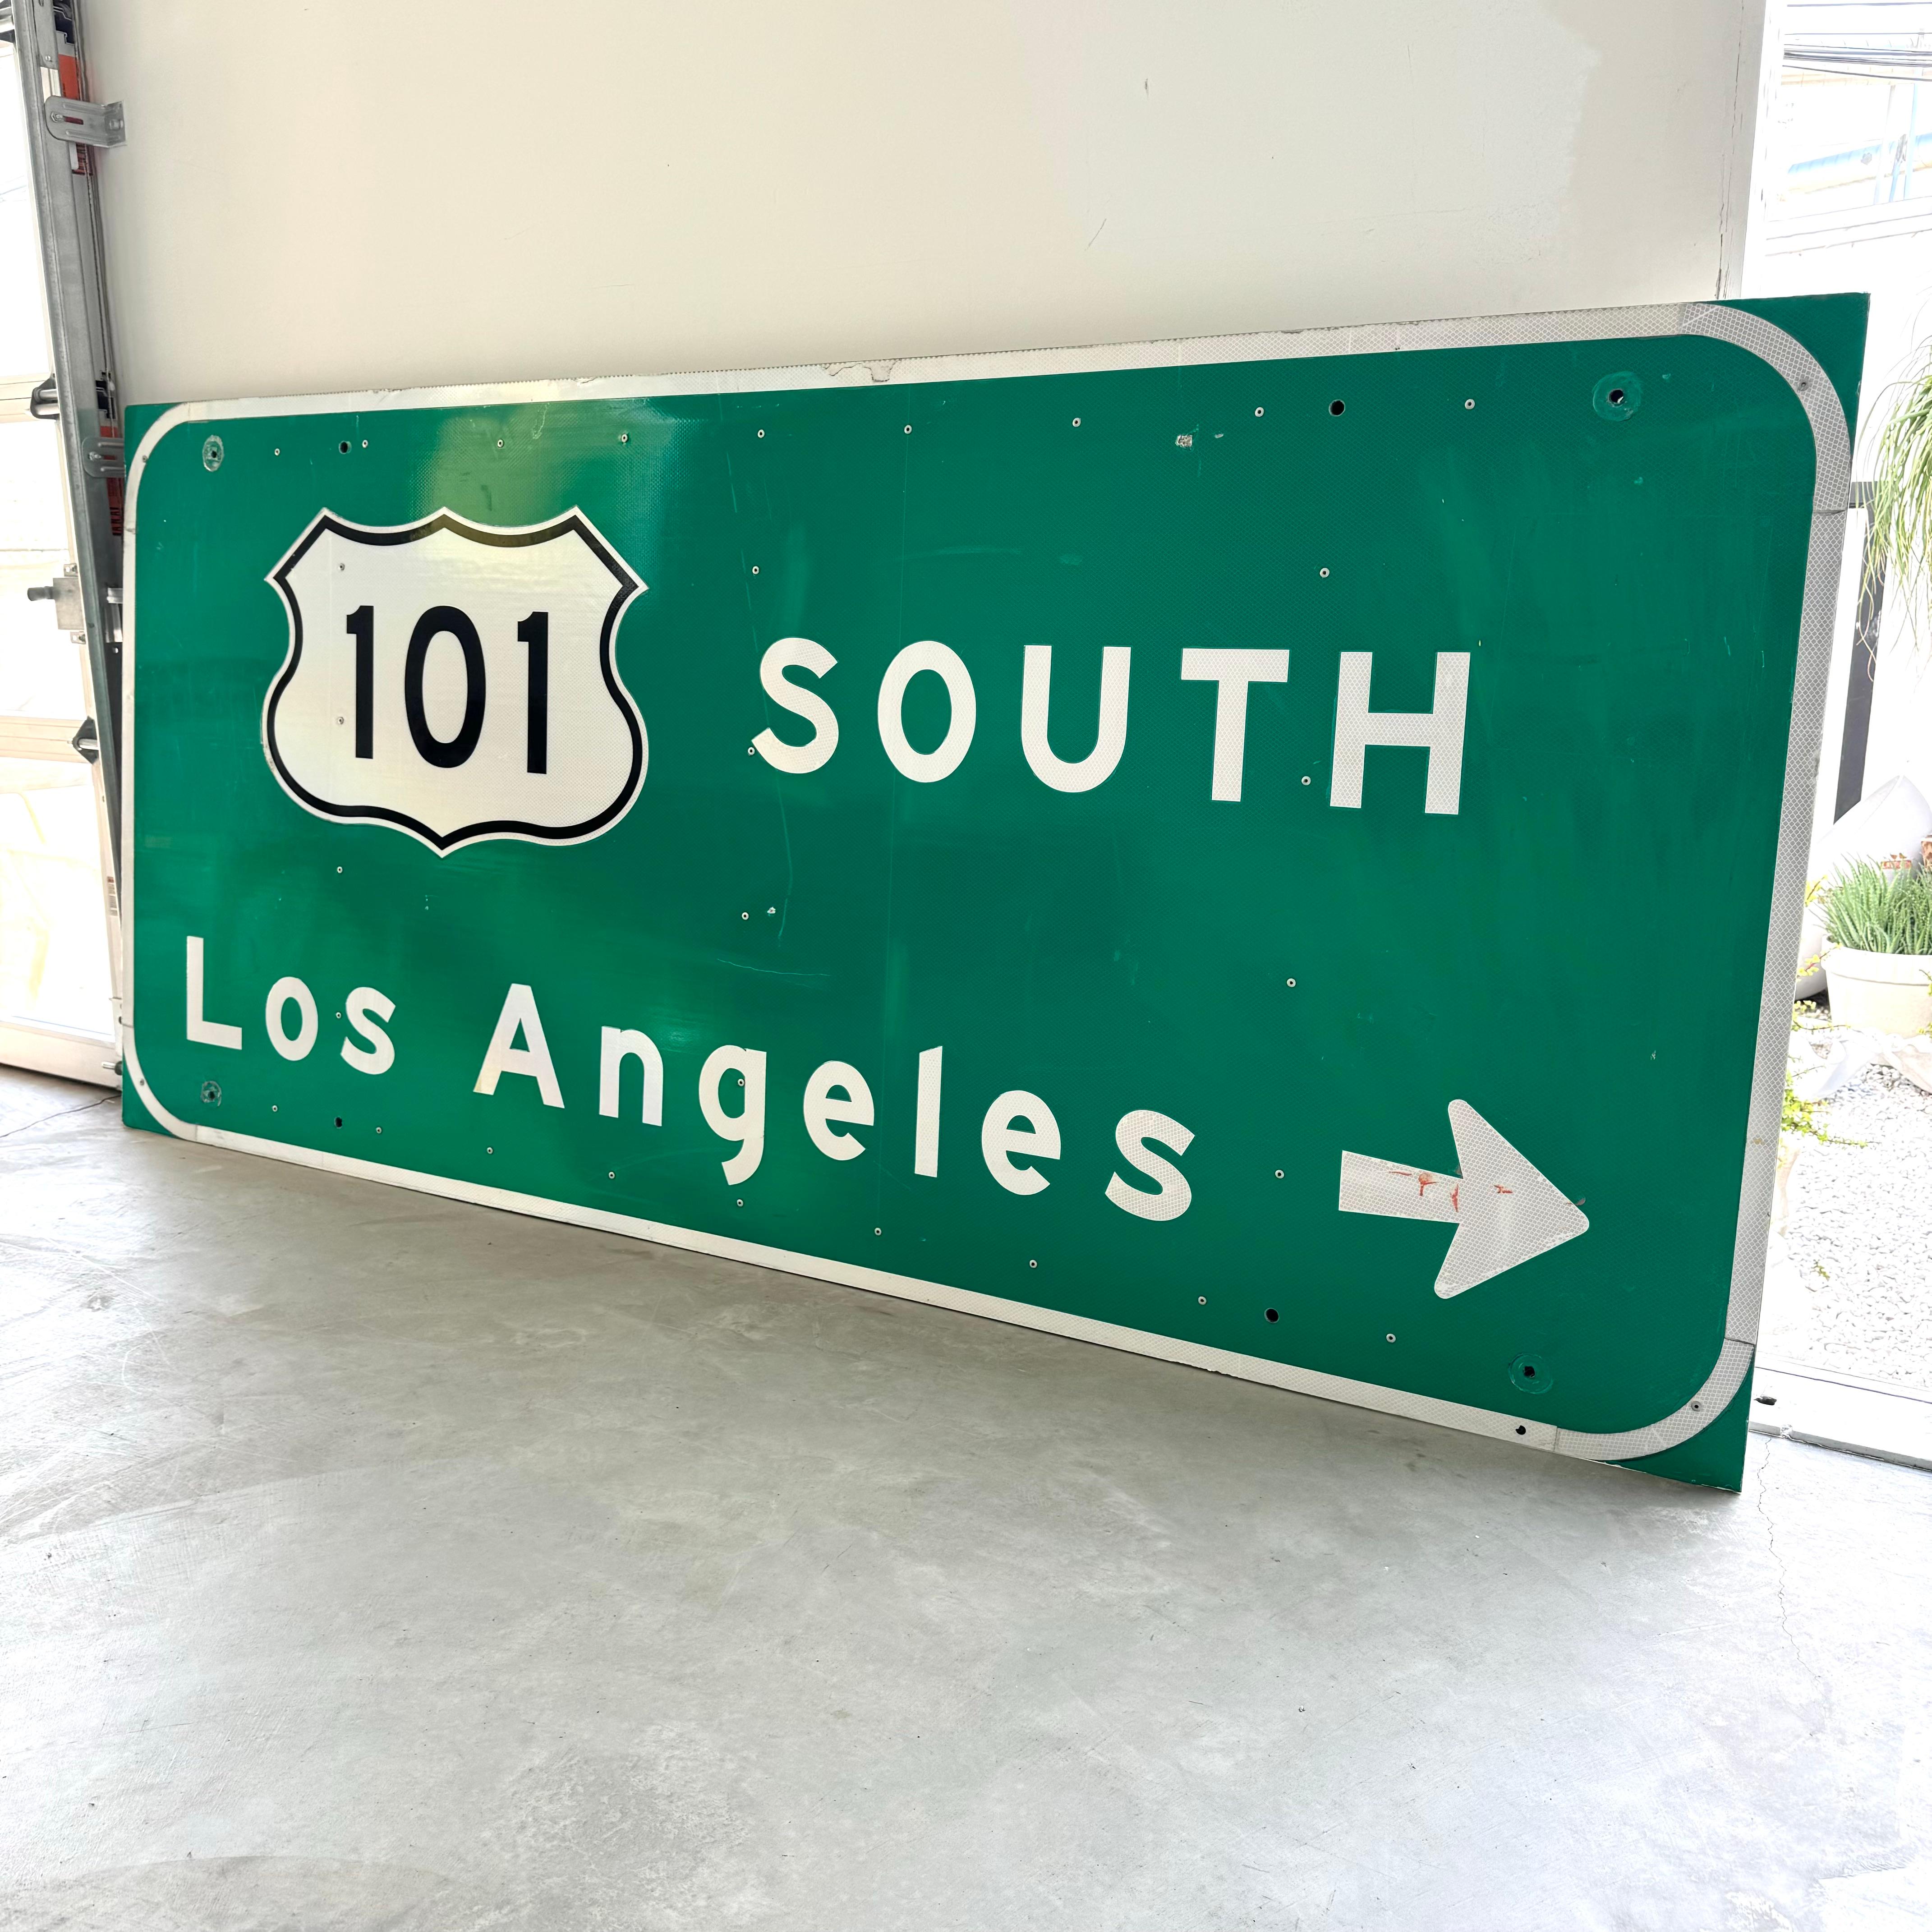 101 SOUTH
Los Angeles →